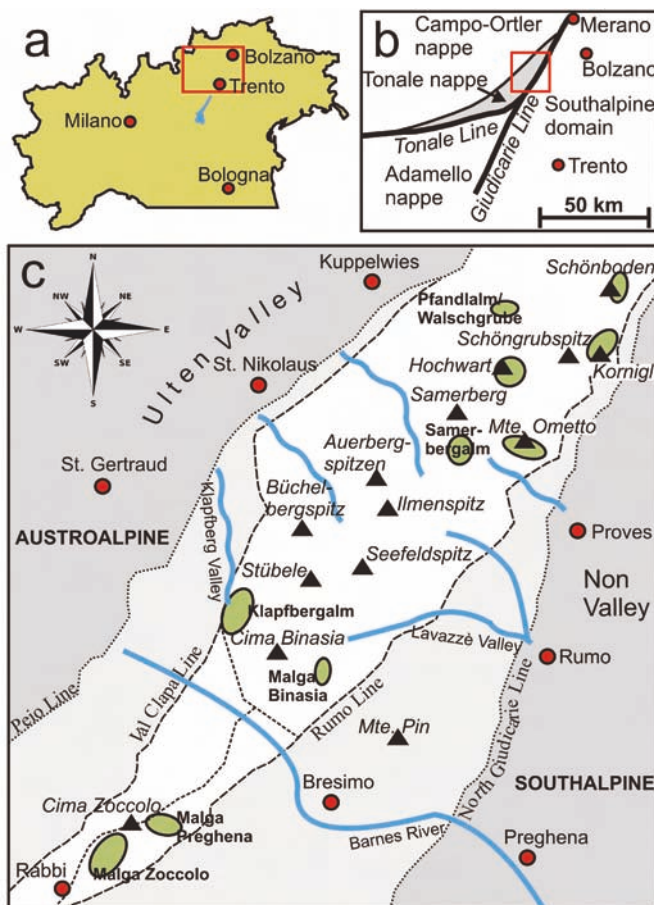 a
Bolzano
Trento
Milano
Bologna
b
Campo-Ortler
nappe
Merano
Bolzano
Tonale
nappe
Southalpine
domain
Tonale Line
Giudicarie Line
Adamello
nappe
Trento
50 km
c
N
NW
NE
W
E
SW
SE
S
Kuppelwies
Schönboden
Ulten Valley
Pfandlalm/
Walschgrube
Schöngrubspitz
St. Nikolaus
Hochwart
Kornigl
Samerberg
Mte. Ometto
Samer-
bergalm
Auerberg-
spitzen
St. Gertraud
Büchel-
bergspitz
Ilmenspitz
Klapfberg Valley
Proves
AUSTROALPINE
Seefeldspitz
Non
Valley
Stübele
Klapfbergalm
Cima Binasia
Lavazzè Valley
Rumo
Malga
Binasia
Peio Line
Val Clapa Line
Rumo Line
Mte. Pin
North Giudicarie Line
SOUTHALPINE
Bresimo
Cima Zoccolo
Malga
Preghena
Barnes River
Preghena
Rabbi
Malga Zoccolo